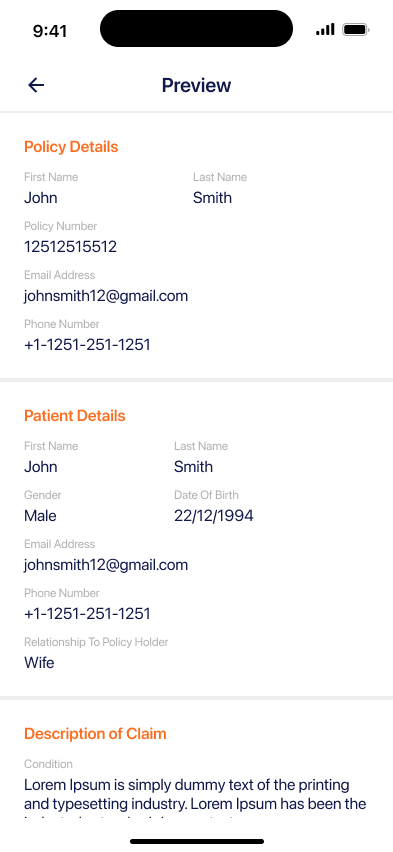 9:41
Preview
Policy Details
First Name
Last Name
John
Smith
Policy Number
12512515512
Email Address
johnsmith12@gmail.com
Phone Number
+1-1251-251-1251
Patient Details
First Name
Last Name
John
Smith
Gender
Date Of Birth
Male
22/12/1994
Email Address
johnsmith12@gmail.com
Phone Number
+1-1251-251-1251
Relationship To Policy Holder
Wife
Description of Claim
Condition
Lorem Ipsum is simply dummy text of the printing
and typesetting industry. Lorem Ipsum has been the